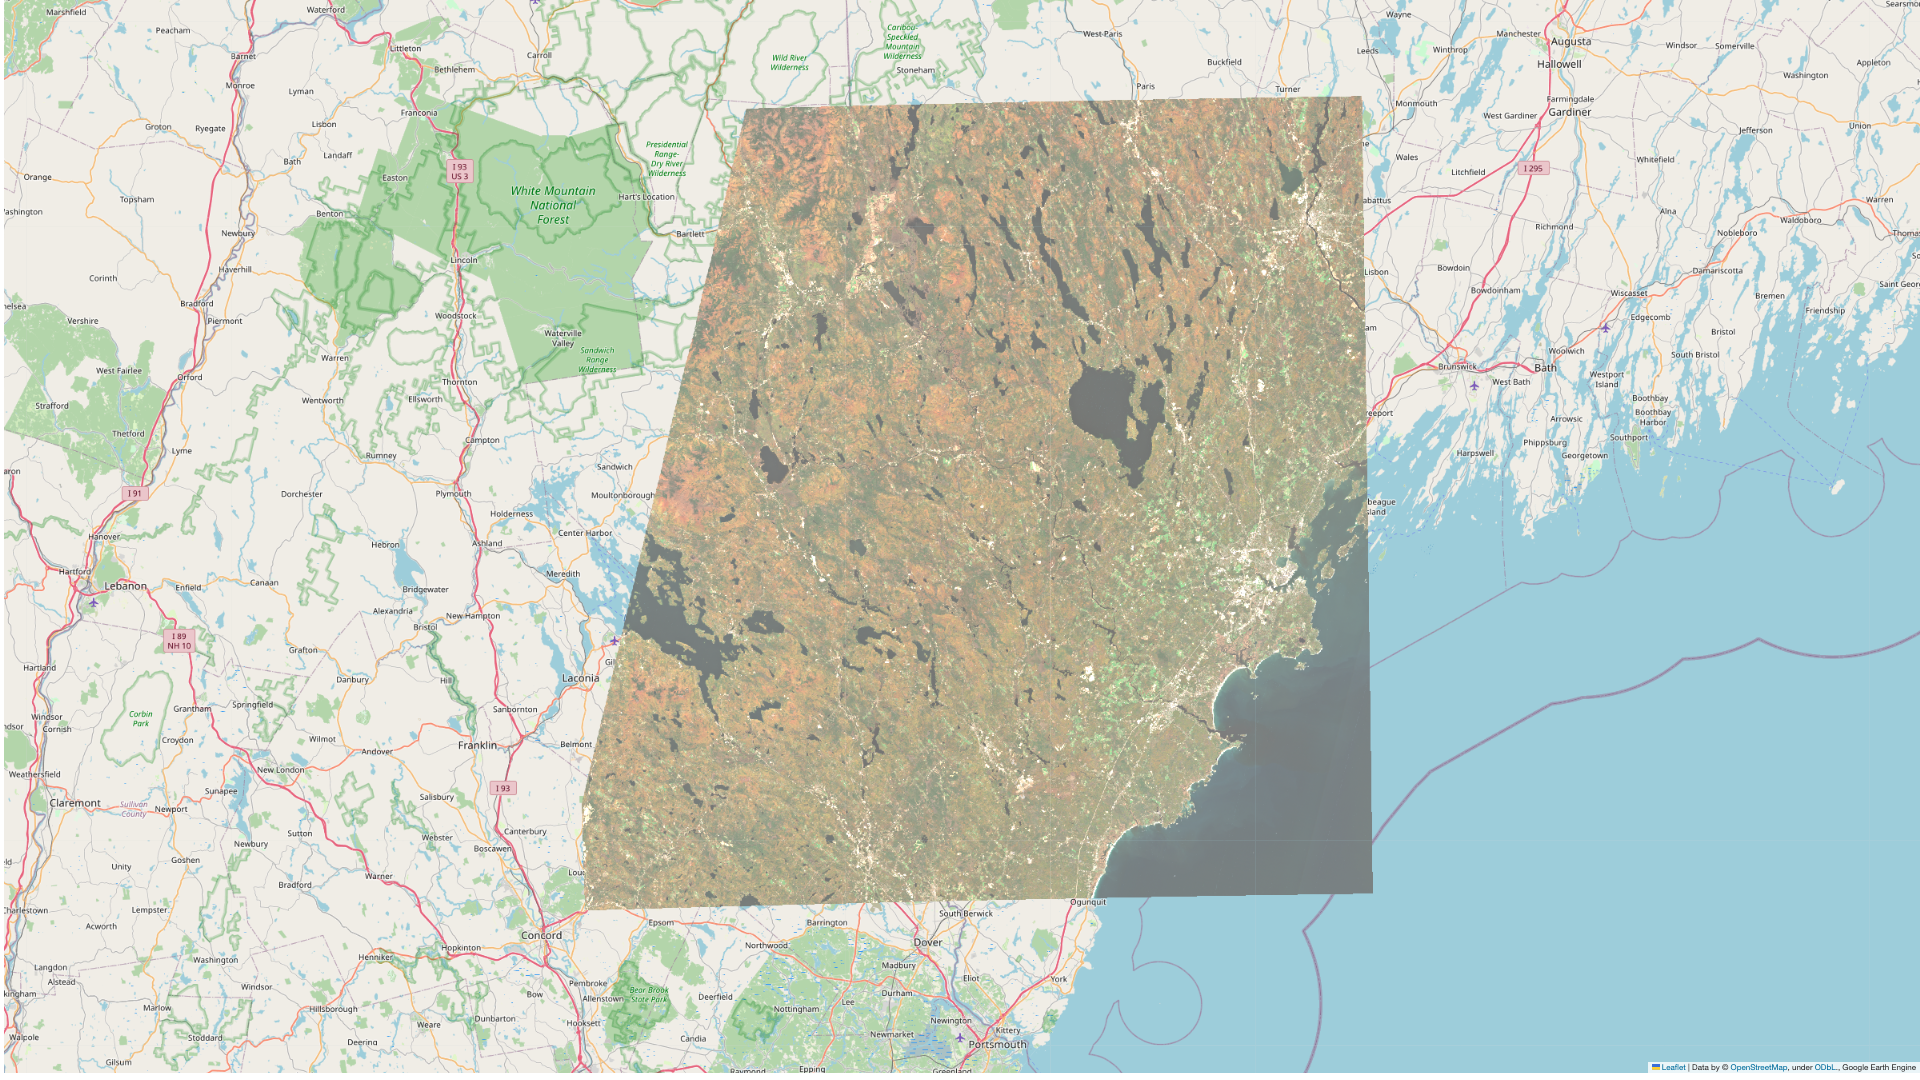 Marshfield
Waterford
Peacham
Barnet
Littleton
Carroll
Bethlehem
Monroe
Lyman
Franconia
Lisbon
Groton
Ryegate
Bath
Landaff
Easton
I 93
US 3
Orange
Topsham
Benton
Newbury
Haverhill
Lincoln
Corinth
Bradford
Piermont
Woodstock
Vershire
Warren
West Fairlee
Orford
Thornton
Strafford
Wentworth
Ellsworth
Thetford
Campton
Lyme
Rumney
I 91
Dorchester
Plymouth
Hanover
Hebron
Ashland
Holderness
Sandwich
Moultonborough
Center Harbor
Hartford
Lebanon
Enfield
Canaan
Bridgewater
Meredith
Alexandria
New Hampton
Bristol
I 89
NH 10
Grafton
Hartland
Danbury
Hill
Laconia
Corbin
Park
Springfield
Grantham
Sanbornton
Windsor
Cornish
Croydon
Wilmot
Andover
Franklin
Belmont
Weathersfield
New London
I 93
Claremont
Sullivan
County
Newport
Sunapee
Salisbury
Sutton
Webster
Canterbury
Newbury
Boscawen
Unity
Goshen
Bradford
Warner
Charlestown
Lempster
Acworth
Concord
Epsom
Hopkinton
Henniker
Washington
Langdon
Alstead
Windsor
Bow
Pembroke
Allenstown
Bear Brook
State Park
Deerfield
Marlow
Hillsborough
Dunbarton
Weare
Hooksett
Walpole
Stoddard
Deering
Candia
Gilsum
White Mountain
National
Forest
Presidential
Range-
Dry River
Wilderness
Hart's Location
Bartlett
Waterville
Valley
Sandwich
Range
Wilderness
Wild River
Wilderness
Caribou-
Speckled
Mountain
Wilderness
Stoneham
West Paris
Buckfield
Paris
Turner
Wayne
Leeds
Winthrop
Manchester
Augusta
Hallowell
Windsor
Somerville
Washington
Appleton
Monmouth
Farmingdale
Gardiner
West Gardiner
Jefferson
Union
Wales
Litchfield
I 295
Whitefield
Warren
Alna
Waldoboro
Richmond
Nobleboro
Lisbon
Bowdoin
Damariscotta
Bowdoinham
Wiscasset
Bremen
Edgecomb
Friendship
Bristol
Woolwich
South Bristol
Brunswick
Bath
West Bath
Westport
Island
Boothbay
Boothbay
Harbor
Arrowsic
Southport
Phippsburg
Georgetown
Harpswell
Ogunquit
South Berwick
Barrington
Northwood
Dover
Madbury
Eliot
York
Durham
Lee
Nottingham
Newington
Newmarket
Kittery
Portsmouth
Epping
Raymond
Greenland
Leaflet | Data by © OpenStreetMap, under ODbL., Google Earth Engine